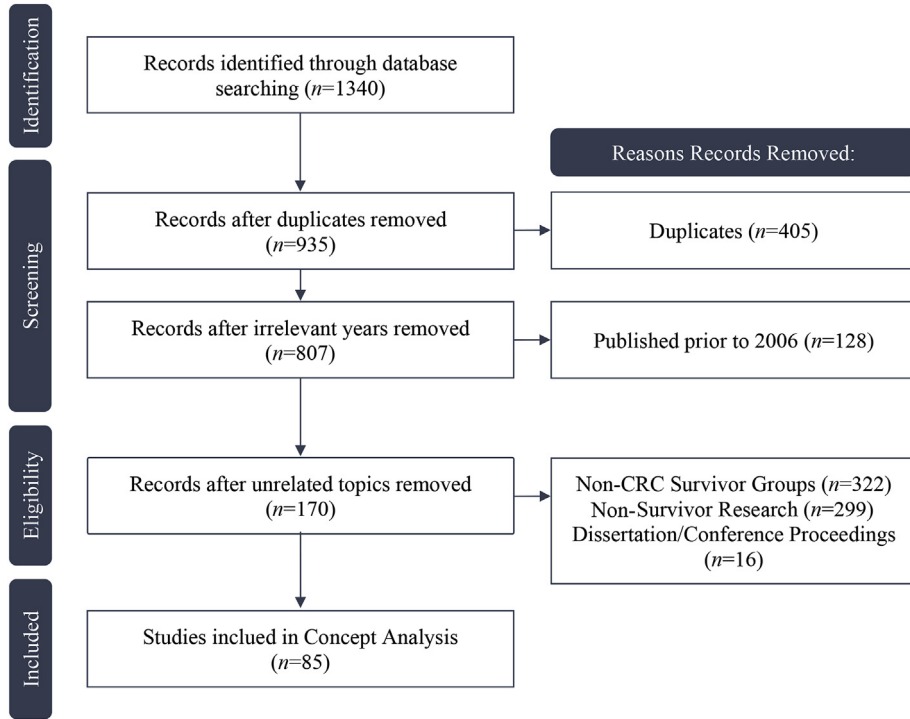 Identification
Records identified through database
searching (n=1340)
Reasons Records Removed:
Screening
Records after duplicates removed
(n=935)
Duplicates (n=405)
Records after irrelevant years removed
(n=807)
Published prior to 2006 (n=128)
Eligibility
Records after unrelated topics removed
(n=170)
Non-CRC Survivor Groups (n=322)
Non-Survivor Research (n=299)
Dissertation/Conference Proceedings
(n=16)
Included
Studies inclued in Concept Analysis
(n=85)